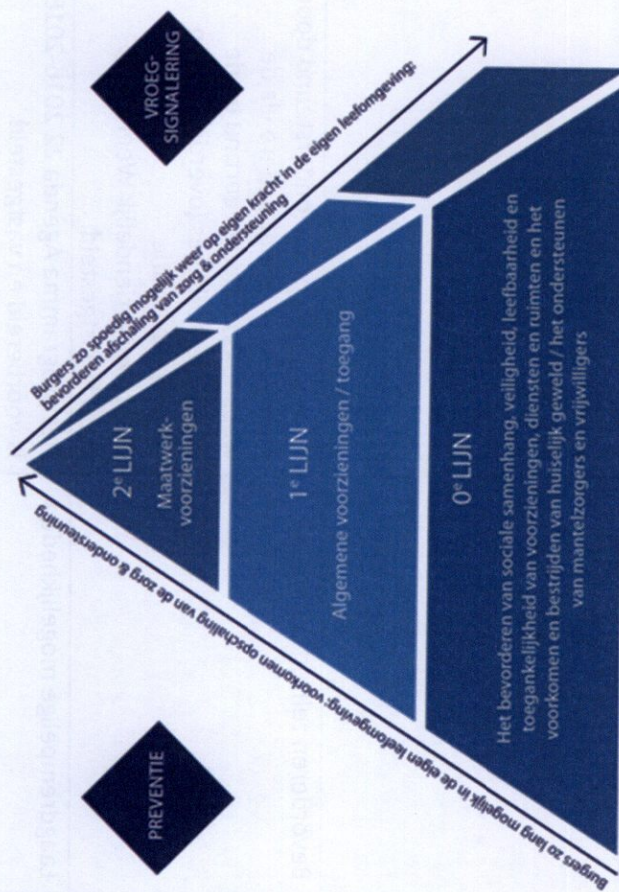 PREVENTIE
VROEG-
SIGNALERING
Burgers zo lang mogelijk in de eigen leefomgeving: voorkomen opschaling van de zorg & ondersteuning
Burgers zo spoedig mogelijk weer op eigen kracht in de eigen leefomgeving:
bevorderen afschaling van zorg & ondersteuning
2e LIJN
Maatwerk-
voorzieningen
1e LIJN
Algemene voorzieningen / toegang
0e LIJN
Het bevorderen van sociale samenhang, veiligheid, leefbaarheid en
toegankelijkheid van voorzieningen, diensten en ruimten en het
voorkomen en bestrijden van huiselijk geweld / het ondersteunen
van mantelzorgers en vrijwilligers